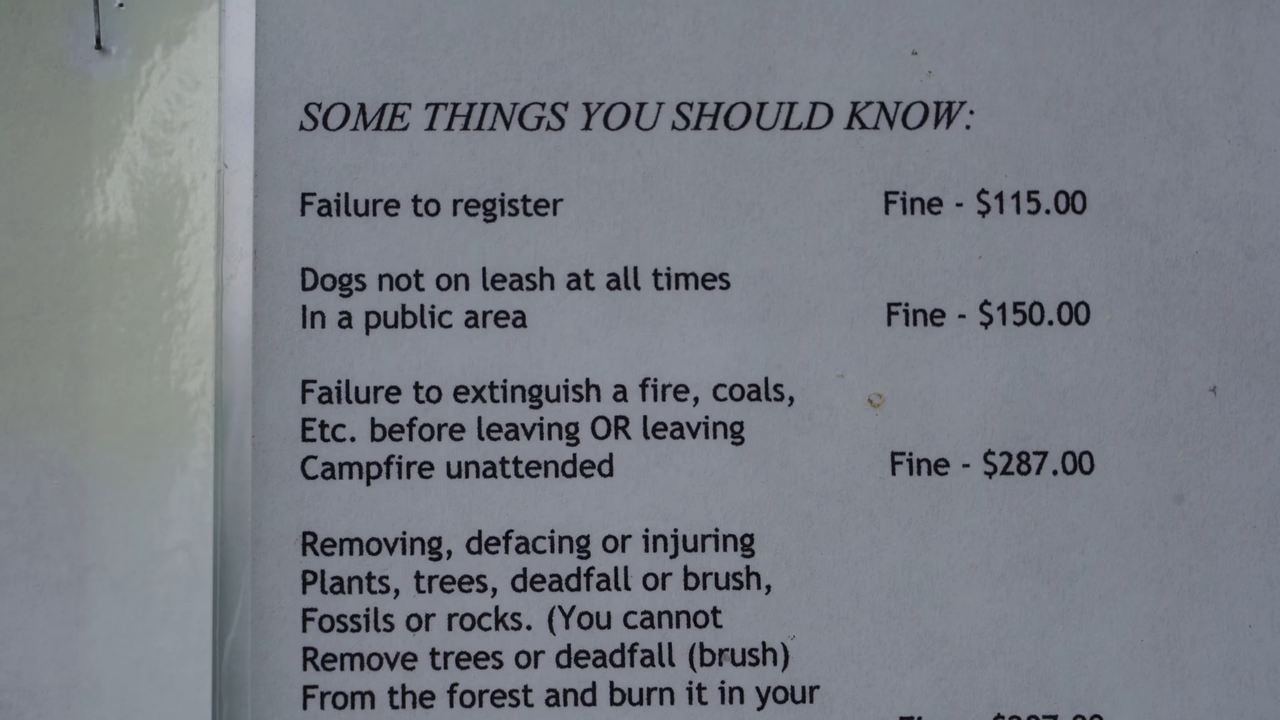 SOME THINGS YOU SHOULD KNOW:
Failure to register Fine - $115.00
Dogs not on leash at all times
In a public area Fine - $150.00
Failure to extinguish a fire, coals,
Etc. before leaving OR leaving
Campfire unattended Fine - $287.00
Removing, defacing or injuring
Plants, trees, deadfall or brush,
Fossils or rocks. (You cannot
Remove trees or deadfall (brush)
From the forest and burn it in your